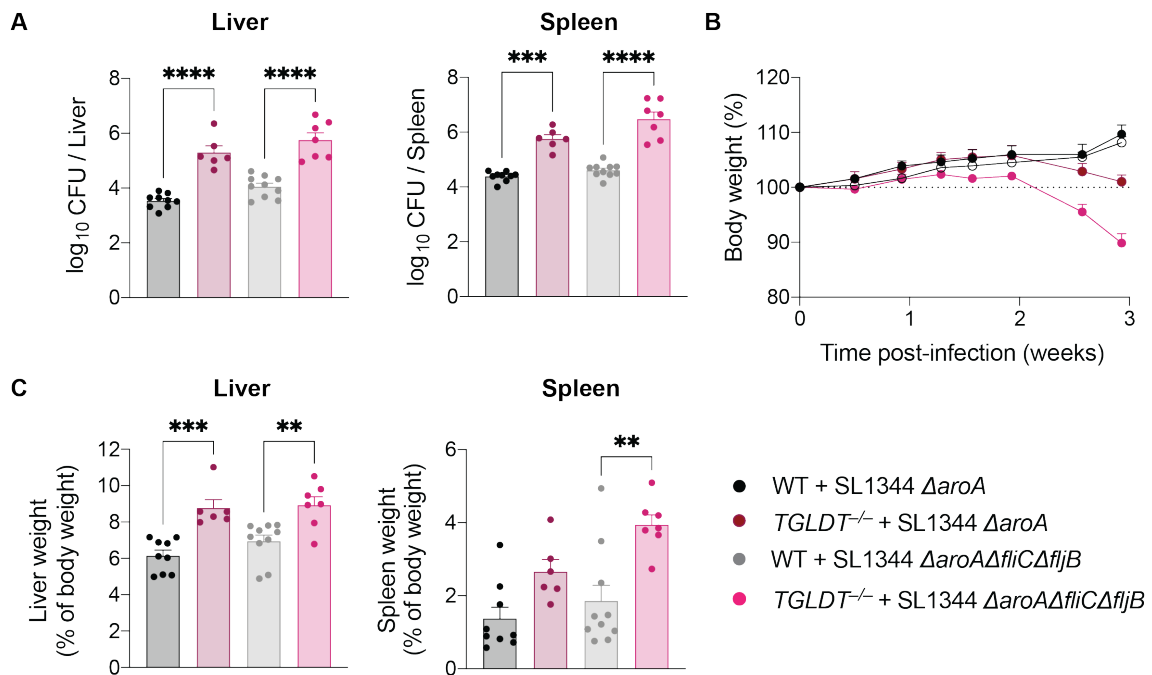 A
Liver
Spleen
B
log10 CFU / Liver
8
6
4
2
0
****
****
log10 CFU / Spleen
8
6
4
2
0
***
****
Body weight (%)
120
110
100
90
80
0
1
2
3
Time post-infection (weeks)
C
Liver
Spleen
Liver weight
(% of body weight)
12
10
8
6
4
2
0
***
**
Spleen weight
(% of body weight)
6
4
2
0
**
WT + SL1344 ΔaroA
TGLDT–/– + SL1344 ΔaroA
WT + SL1344 ΔaroAΔfliCΔfljB
TGLDT–/– + SL1344 ΔaroAΔfliCΔfljB